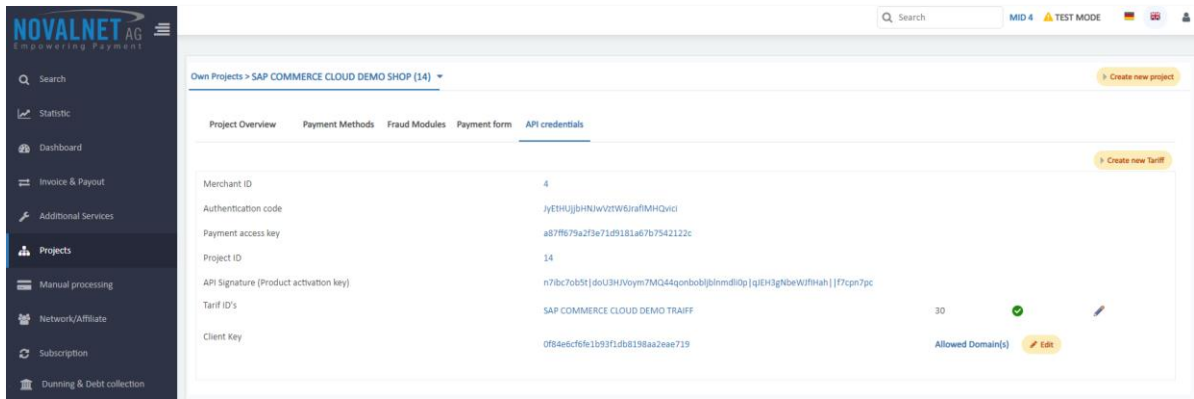 NOVALNET AG
Empowering Payment
Search
MID 4 TEST MODE
Search
Statistic
Dashboard
Invoice & Payout
Additional Services
Projects
Manual processing
Network/Affiliate
Subscription
Dunning & Debt collection
Own Projects > SAP COMMERCE CLOUD DEMO SHOP (14)
Create new project
Project Overview Payment Methods Fraud Modules Payment form API credentials
Create new Tariff
Merchant ID 4
Authentication code
Payment access key a87ff679a2f3e71d9181a67b7542122c
Project ID 14
API Signature (Product activation key)
Tarif ID's SAP COMMERCE CLOUD DEMO TRAIFF 30
Client Key 0f84e6cf6fe1b93f1db8198aa2eae719 Allowed Domain(s) Edit